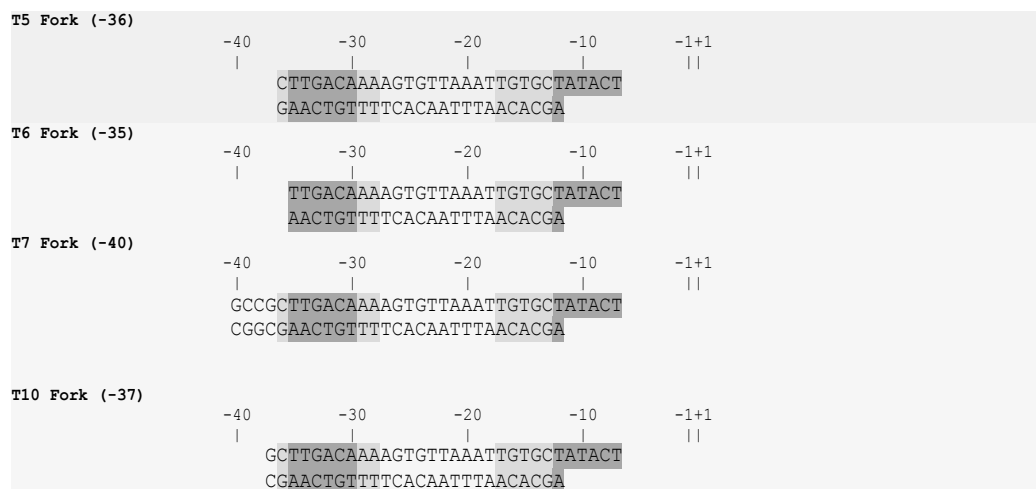 T5 Fork (-36)
-40 -30 -20 -10 -1+1
| | | | ||
CTTGACAAAAGTGTTAAATTGTGCTATACT
GAACTGTTTTCACAATTTAACACGA
T6 Fork (-35)
-40 -30 -20 -10 -1+1
| | | | ||
TTGACAAAAGTGTTAAATTGTGCTATACT
AACTGTTTTCACAATTTAACACGA
T7 Fork (-40)
-40 -30 -20 -10 -1+1
| | | | ||
GCCGCTTGACAAAAGTGTTAAATTGTGCTATACT
CGGCGAACTGTTTTCACAATTTAACACGA
T10 Fork (-37)
-40 -30 -20 -10 -1+1
| | | | ||
GCTTGACAAAAGTGTTAAATTGTGCTATACT
CGAACTGTTTTCACAATTTAACACGA